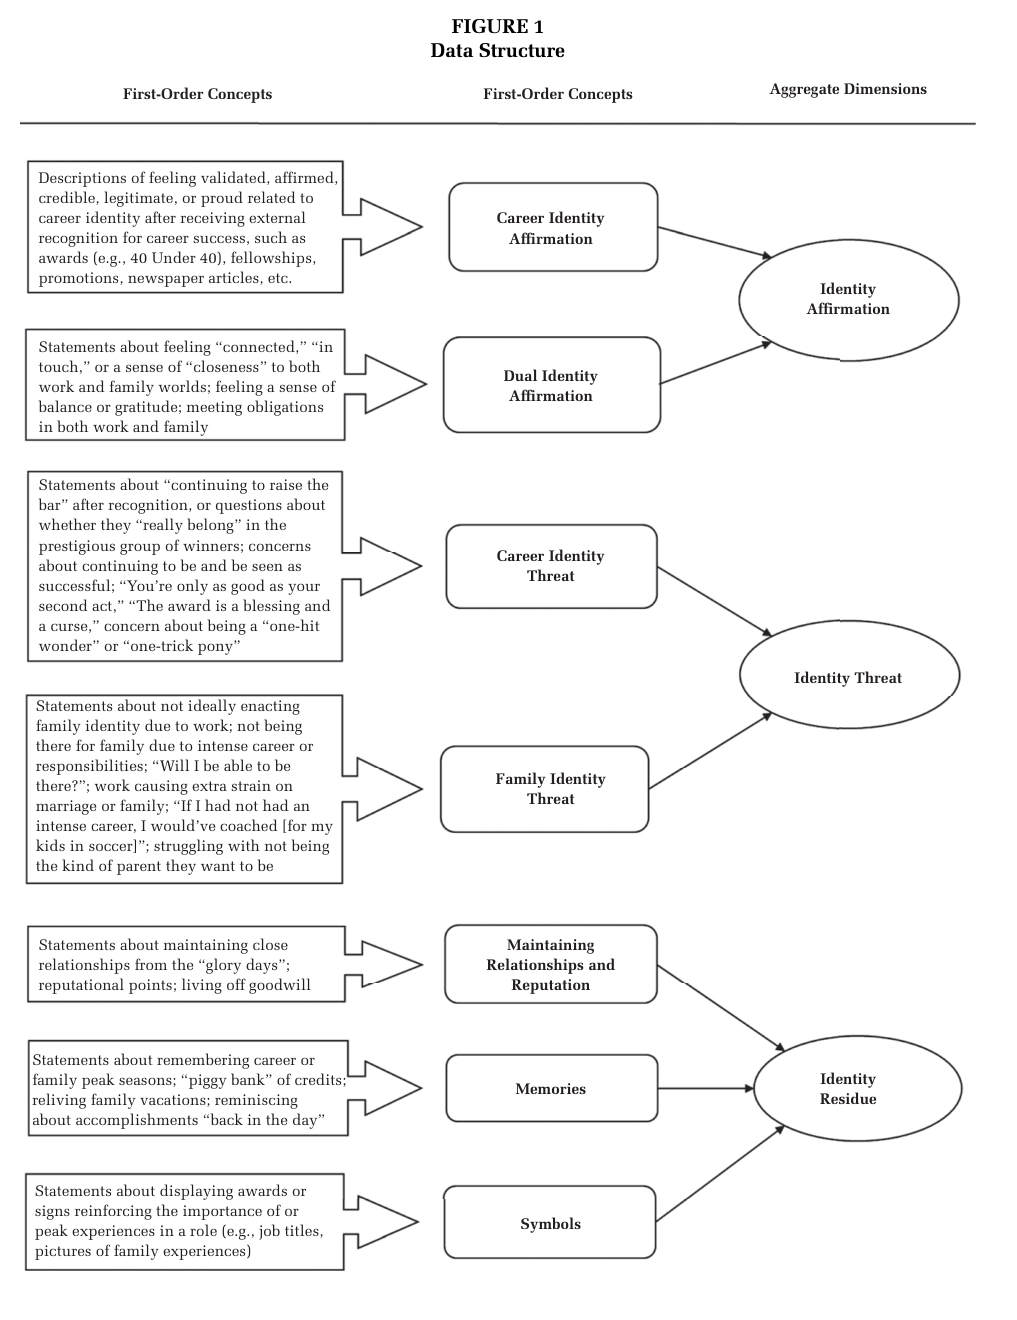 FIGURE 1
Data Structure
First-Order Concepts
First-Order Concepts
Aggregate Dimensions
Descriptions of feeling validated, affirmed,
credible, legitimate, or proud related to
career identity after receiving external
recognition for career success, such as
awards (e.g., 40 Under 40), fellowships,
promotions, newspaper articles, etc.
Career Identity
Affirmation
Identity
Affirmation
Statements about feeling “connected,” “in
touch,” or a sense of “closeness” to both
work and family worlds; feeling a sense of
balance or gratitude; meeting obligations
in both work and family
Dual Identity
Affirmation
Statements about “continuing to raise the
bar” after recognition, or questions about
whether they “really belong” in the
prestigious group of winners; concerns
about continuing to be and be seen as
successful; “You’re only as good as your
second act,” “The award is a blessing and
a curse,” concern about being a “one-hit
wonder” or “one-trick pony”
Career Identity
Threat
Identity Threat
Statements about not ideally enacting
family identity due to work; not being
there for family due to intense career or
responsibilities; “Will I be able to be
there?”; work causing extra strain on
marriage or family; “If I had not had an
intense career, I would’ve coached [for my
kids in soccer]”; struggling with not being
the kind of parent they want to be
Family Identity
Threat
Statements about maintaining close
relationships from the “glory days”;
reputational points; living off goodwill
Maintaining
Relationships and
Reputation
Statements about remembering career or
family peak seasons; “piggy bank” of credits;
reliving family vacations; reminiscing
about accomplishments “back in the day”
Memories
Identity
Residue
Statements about displaying awards or
signs reinforcing the importance of or
peak experiences in a role (e.g., job titles,
pictures of family experiences)
Symbols